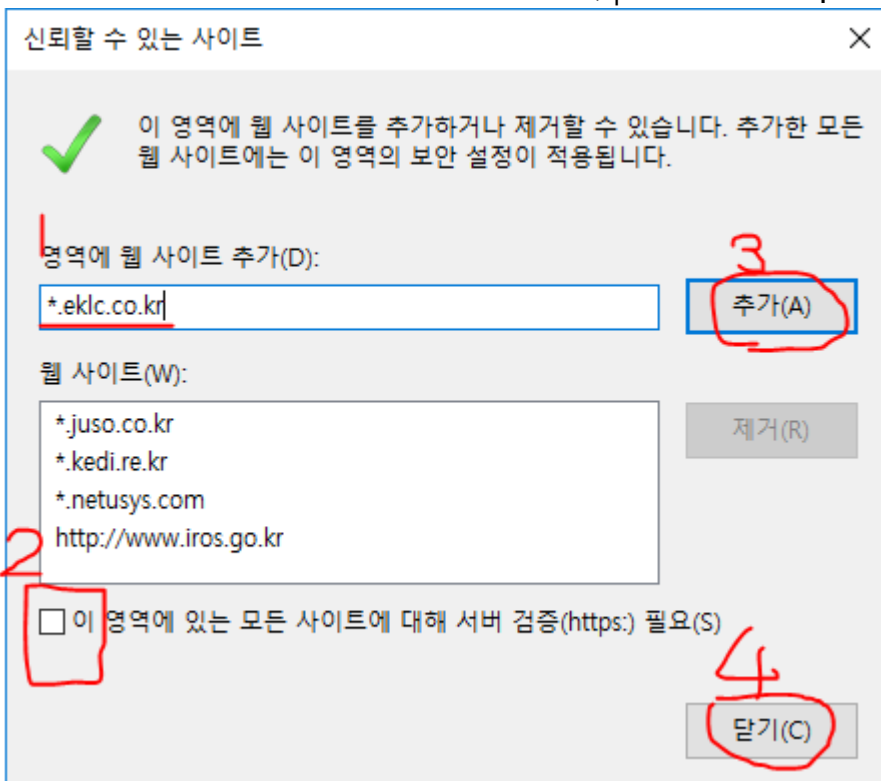 신뢰할 수 있는 사이트
이 영역에 웹 사이트를 추가하거나 제거할 수 있습니다. 추가한 모든
웹 사이트에는 이 영역의 보안 설정이 적용됩니다.
1
영역에 웹 사이트 추가(D):
3
*.eklc.co.kr
추가(A)
웹 사이트(W):
*.juso.co.kr
제거(R)
*.kedi.re.kr
*.netusys.com
http://www.iros.go.kr
2
이 영역에 있는 모든 사이트에 대해 서버 검증(https:) 필요(S)
4
닫기(C)